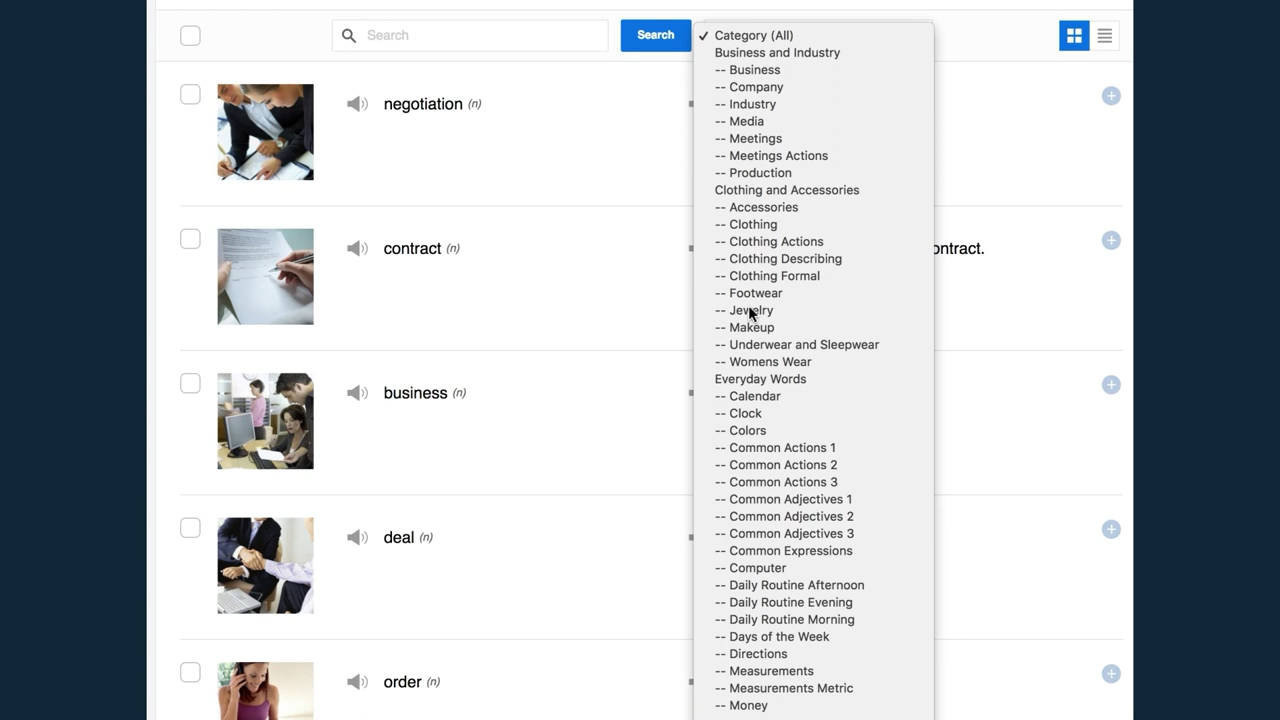 Search
Search
✓ Category (All)
Business and Industry
-- Business
-- Company
-- Industry
-- Media
-- Meetings
-- Meetings Actions
-- Production
Clothing and Accessories
-- Accessories
-- Clothing
-- Clothing Actions
-- Clothing Describing
-- Clothing Formal
-- Footwear
-- Jewelry
-- Makeup
-- Underwear and Sleepwear
-- Womens Wear
Everyday Words
-- Calendar
-- Clock
-- Colors
-- Common Actions 1
-- Common Actions 2
-- Common Actions 3
-- Common Adjectives 1
-- Common Adjectives 2
-- Common Adjectives 3
-- Common Expressions
-- Computer
-- Daily Routine Afternoon
-- Daily Routine Evening
-- Daily Routine Morning
-- Days of the Week
-- Directions
-- Measurements
-- Measurements Metric
-- Money
negotiation (n)
contract (n)
ontract.
business (n)
deal (n)
order (n)